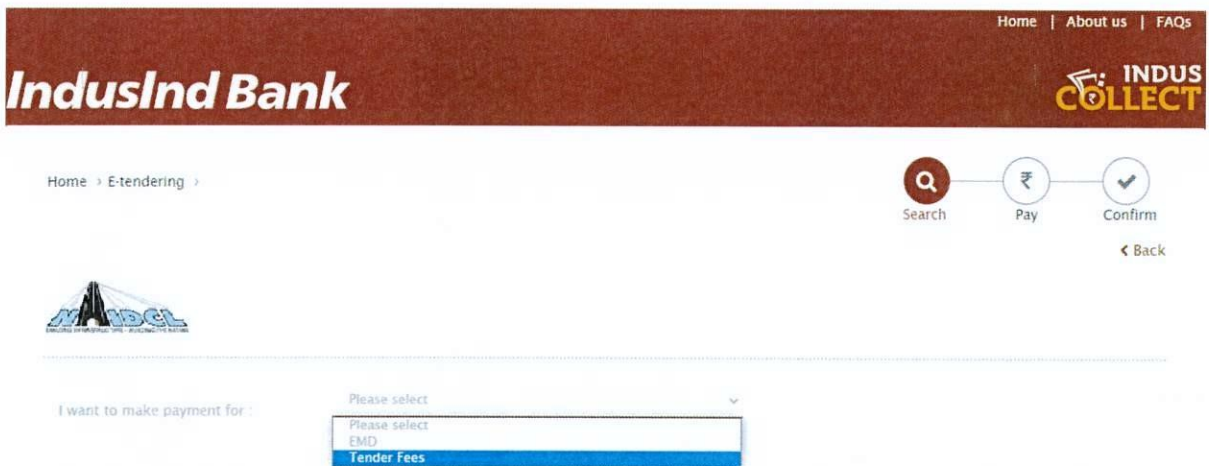 Home | About us | FAQs
IndusInd Bank
INDUS
COLLECT
Home > E-tendering >
Search
Pay
Confirm
< Back
I want to make payment for :
Please select
Please select
EMD
Tender Fees